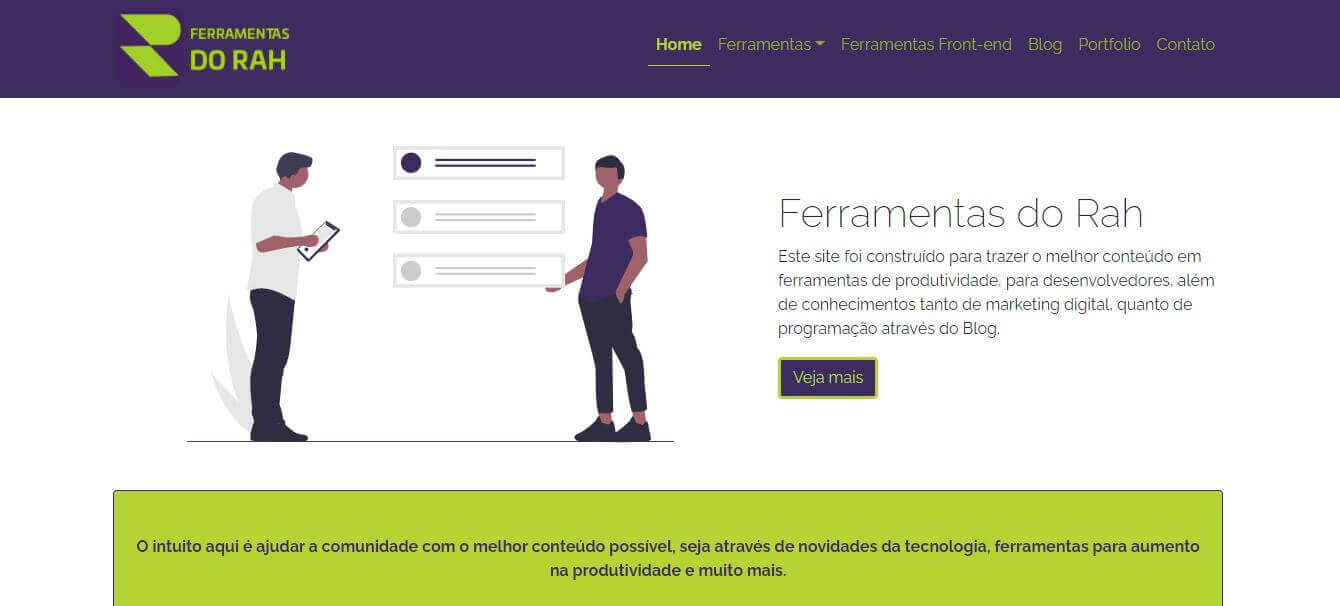 FERRAMENTAS
DO RAH
Home Ferramentas Ferramentas Front-end Blog Portfolio Contato
Ferramentas do Rah
Este site foi construído para trazer o melhor conteúdo em
ferramentas de produtividade, para desenvolvedores, além
de conhecimentos tanto de marketing digital, quanto de
programação através do Blog.
Veja mais
O intuito aqui é ajudar a comunidade com o melhor conteúdo possível, seja através de novidades da tecnologia, ferramentas para aumento
na produtividade e muito mais.